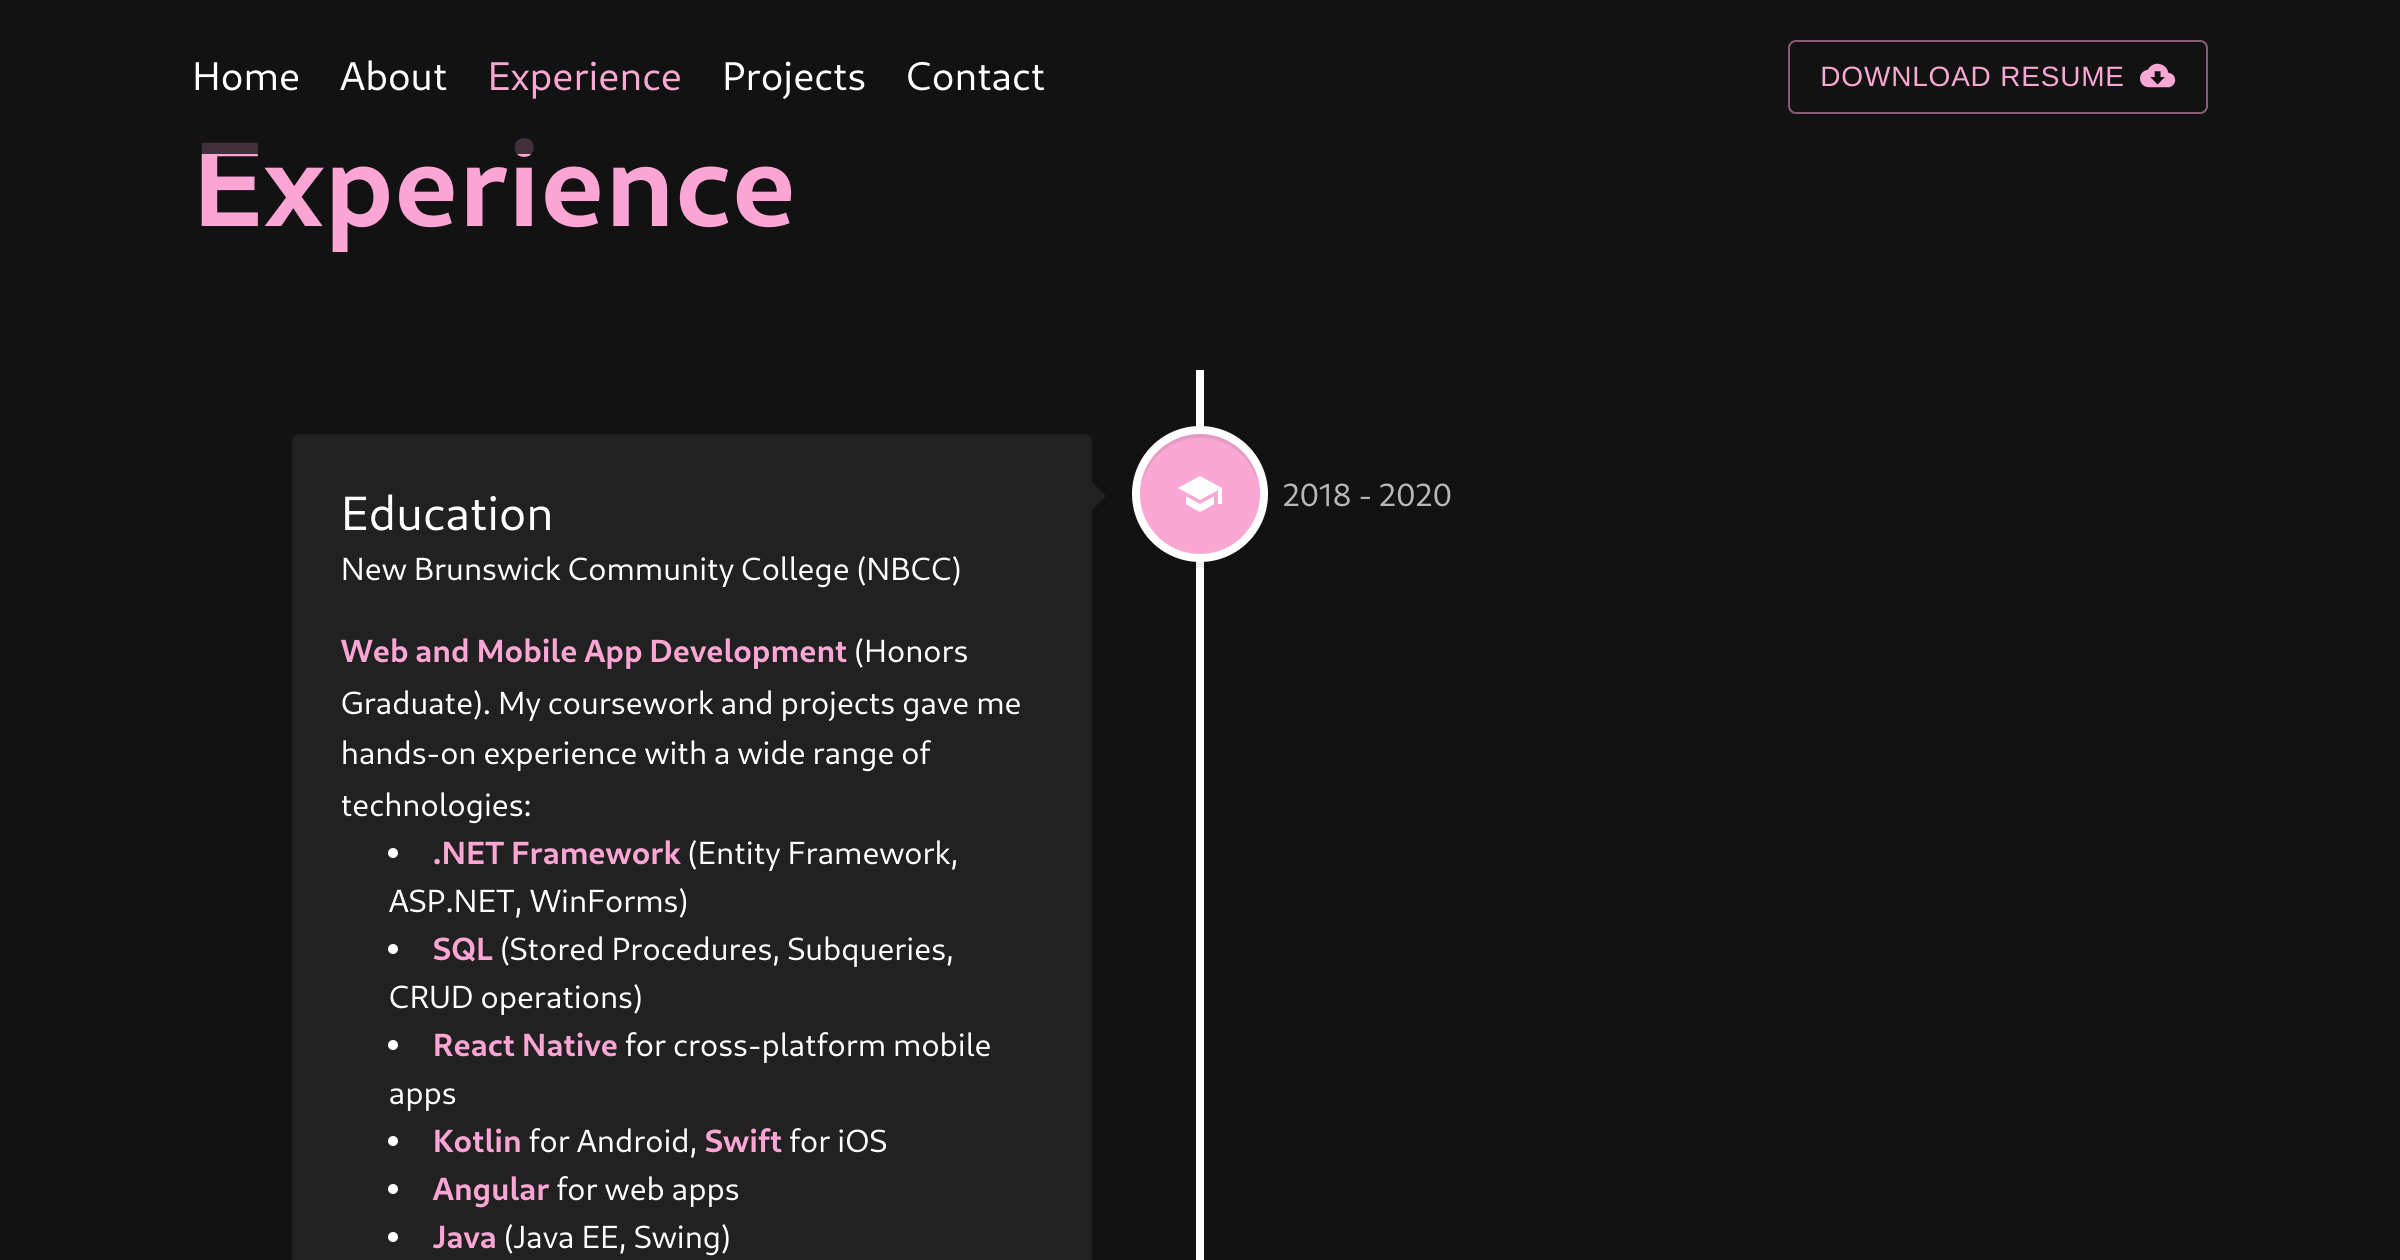 Home About Experience Projects Contact DOWNLOAD RESUME
Experience
2018 - 2020
Education
New Brunswick Community College (NBCC)
Web and Mobile App Development (Honors
Graduate). My coursework and projects gave me
hands-on experience with a wide range of
technologies:
• .NET Framework (Entity Framework,
ASP.NET, WinForms)
• SQL (Stored Procedures, Subqueries,
CRUD operations)
• React Native for cross-platform mobile
apps
• Kotlin for Android, Swift for iOS
• Angular for web apps
• Java (Java EE, Swing)